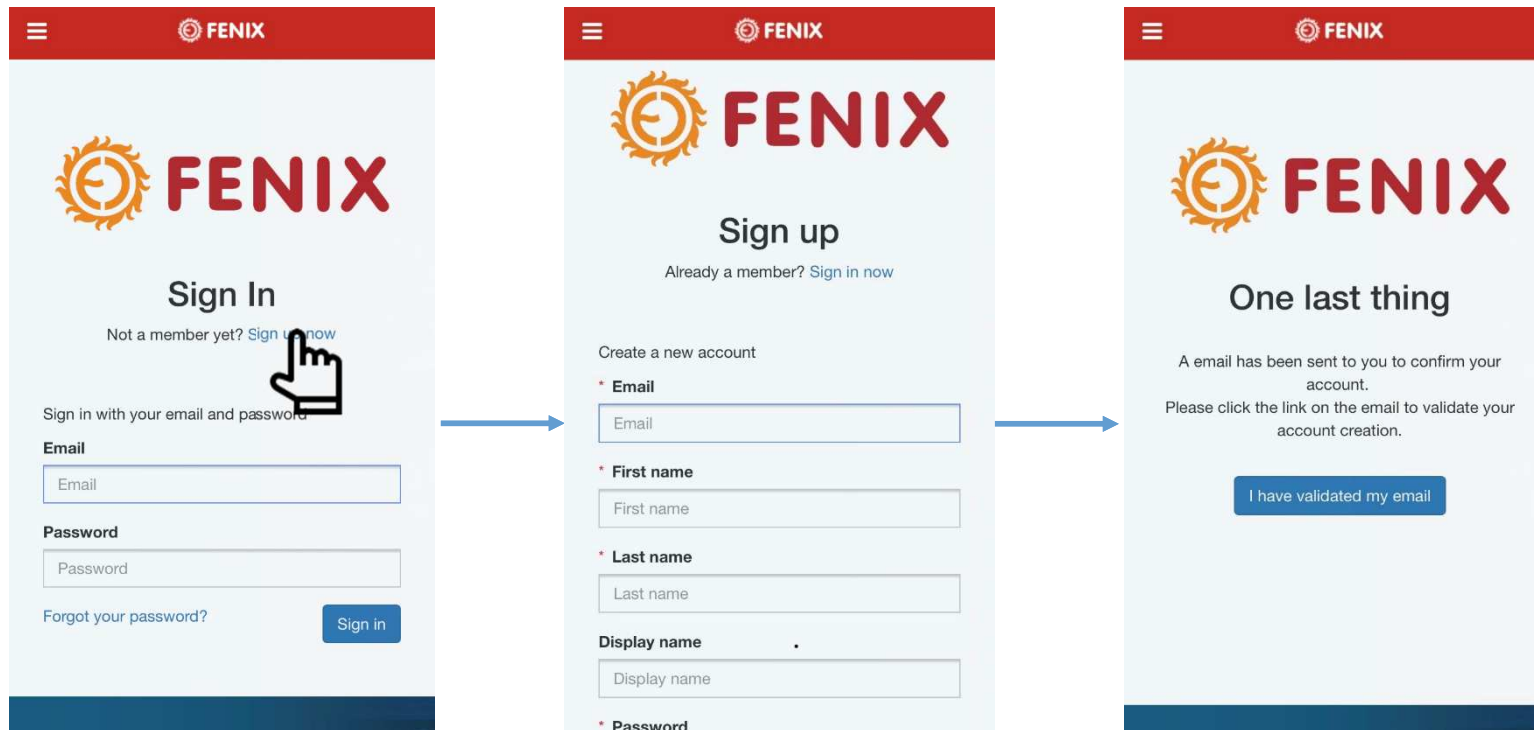 FENIX
FENIX
Sign In
Not a member yet? Sign up now
Sign in with your email and password
Email
Email
Password
Password
Forgot your password?
Sign in
FENIX
FENIX
Sign up
Already a member? Sign in now
Create a new account
* Email
Email
* First name
First name
* Last name
Last name
Display name
Display name
* Password
FENIX
FENIX
One last thing
A email has been sent to you to confirm your
account.
Please click the link on the email to validate your
account creation.
I have validated my email